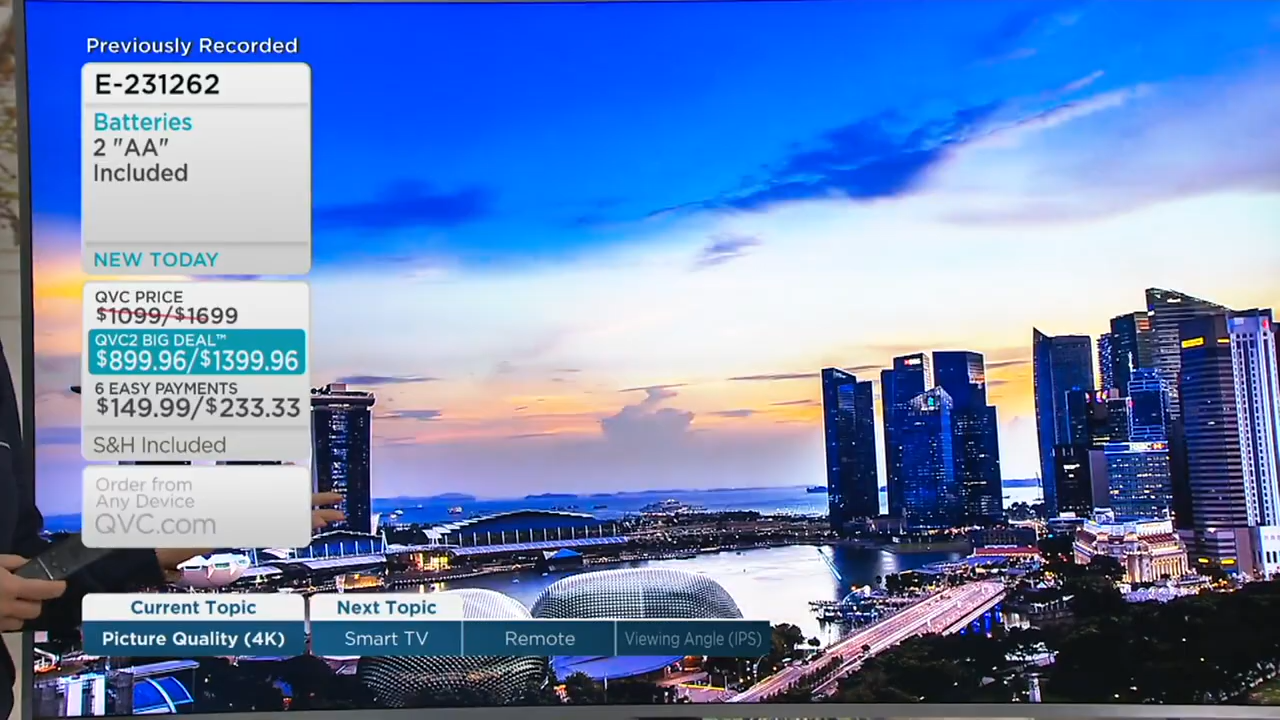 Previously Recorded
E-231262
Batteries
2 "AA"
Included
NEW TODAY
QVC PRICE
$1099/$1699
QVC2 BIG DEAL™
$899.96/$1399.96
6 EASY PAYMENTS
$149.99/$233.33
S&H Included
Order from
Any Device
QVC.com
Current Topic
Next Topic
Picture Quality (4K)
Smart TV
Remote
Viewing Angle (IPS)